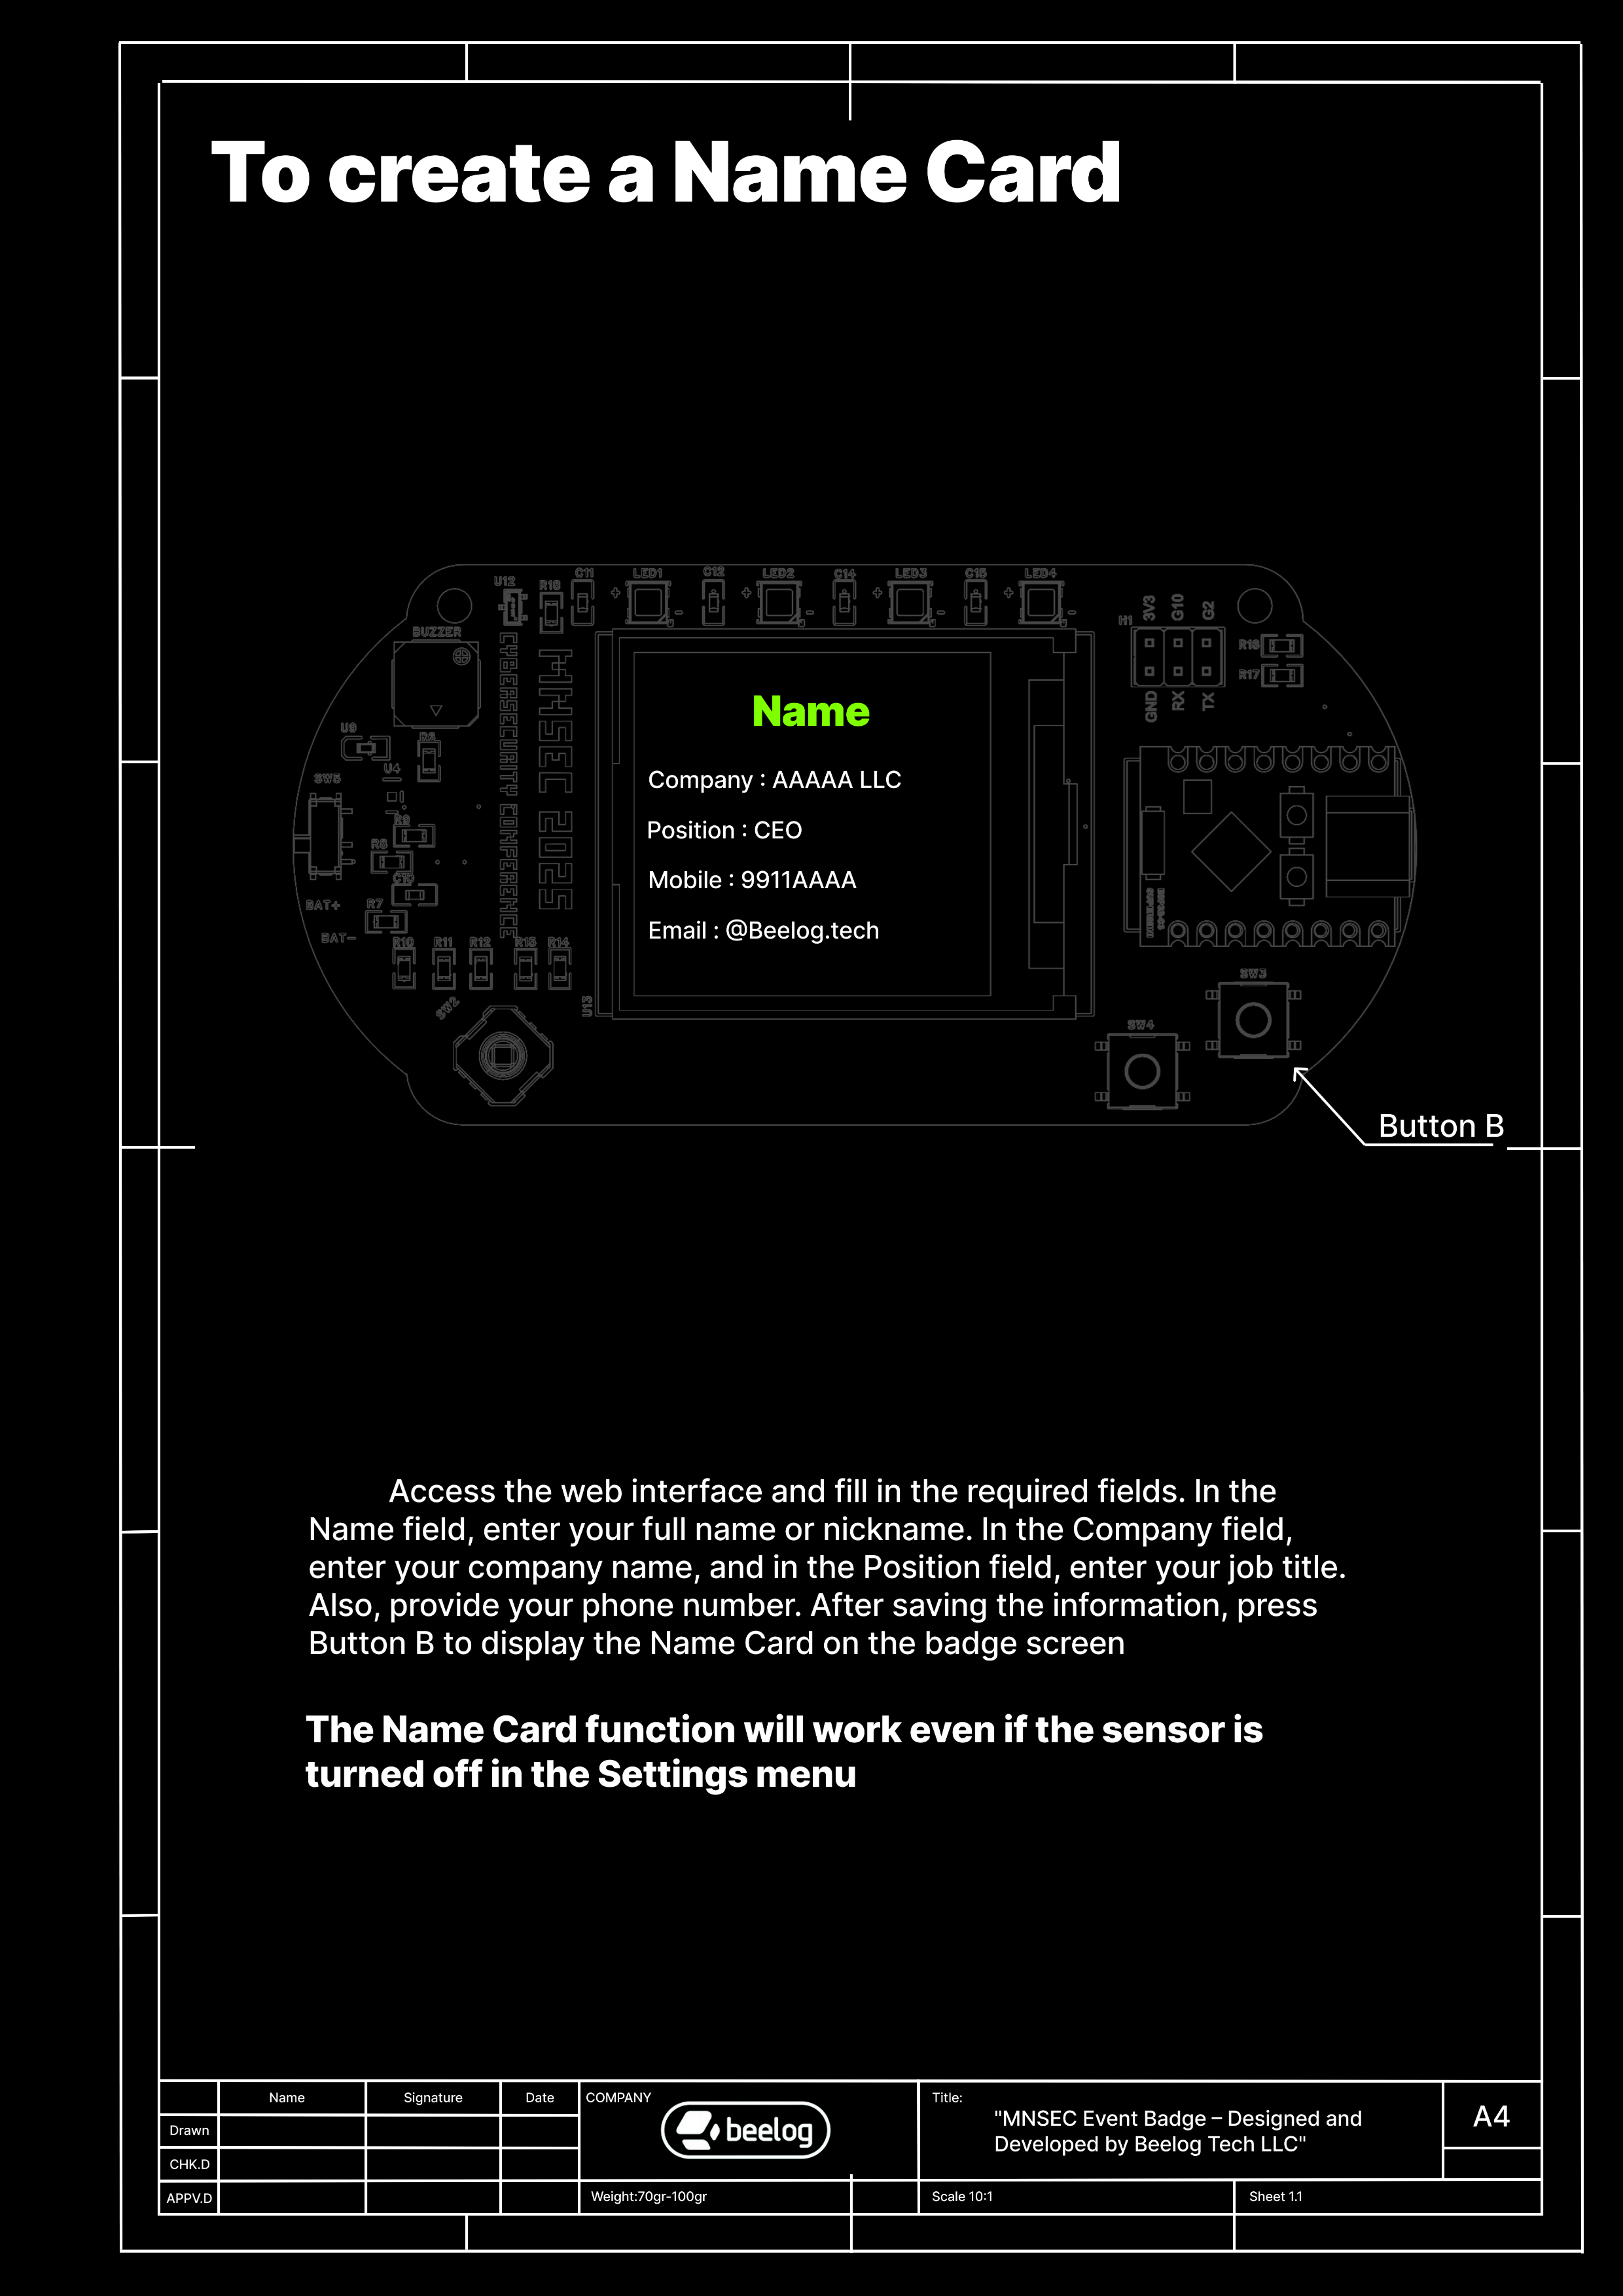 To create a Name Card
U12
R18
C11
LED1
C12
LED2
C14
LED3
C15
LED4
BUZZER
H1
3V3
G10
G2
R16
R17
GND
RX
TX
CYBERSECURITY CONFERENCE
MNSEC 2025
Name
Company : AAAAA LLC
Position : CEO
Mobile : 9911AAAA
Email : @Beelog.tech
U9
R6
U4
SW5
R9
R8
BAT+
R7
BAT-
R10
R11
R12
R15
R14
SW2
U13
SW3
SW4
Button B
Access the web interface and fill in the required fields. In the
Name field, enter your full name or nickname. In the Company field,
enter your company name, and in the Position field, enter your job title.
Also, provide your phone number. After saving the information, press
Button B to display the Name Card on the badge screen
The Name Card function will work even if the sensor is
turned off in the Settings menu
Name
Signature
Date
COMPANY
beelog
Title:
"MNSEC Event Badge – Designed and
Developed by Beelog Tech LLC"
A4
Drawn
CHK.D
APPV.D
Weight:70gr-100gr
Scale 10:1
Sheet 1.1